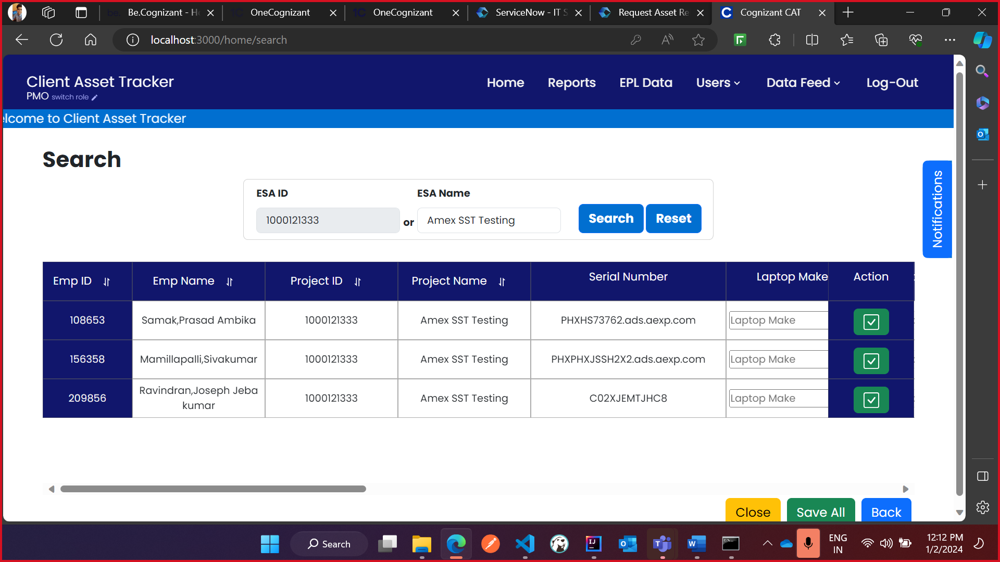 Be.Cognizant - H
OneCognizant
OneCognizant
ServiceNow - IT S
Request Asset Re
Cognizant CAT
localhost:3000/home/search
Client Asset Tracker
PMO switch role
Home
Reports
EPL Data
Users
Data Feed
Log-Out
elcome to Client Asset Tracker
Search
Notifications
ESA ID
ESA Name
1000121333
or
Amex SST Testing
Search
Reset
Emp ID
Emp Name
Project ID
Project Name
Serial Number
Laptop Make
Action
108653
Samak,Prasad Ambika
1000121333
Amex SST Testing
PHXHS73762.ads.aexp.com
Laptop Make
156358
Mamillapalli,Sivakumar
1000121333
Amex SST Testing
PHXPHXJSSH2X2.ads.aexp.com
Laptop Make
209856
Ravindran,Joseph Jeba
kumar
1000121333
Amex SST Testing
C02XJEMTJHC8
Laptop Make
Close
Save All
Back
Search
ENG
IN
12:12 PM
1/2/2024